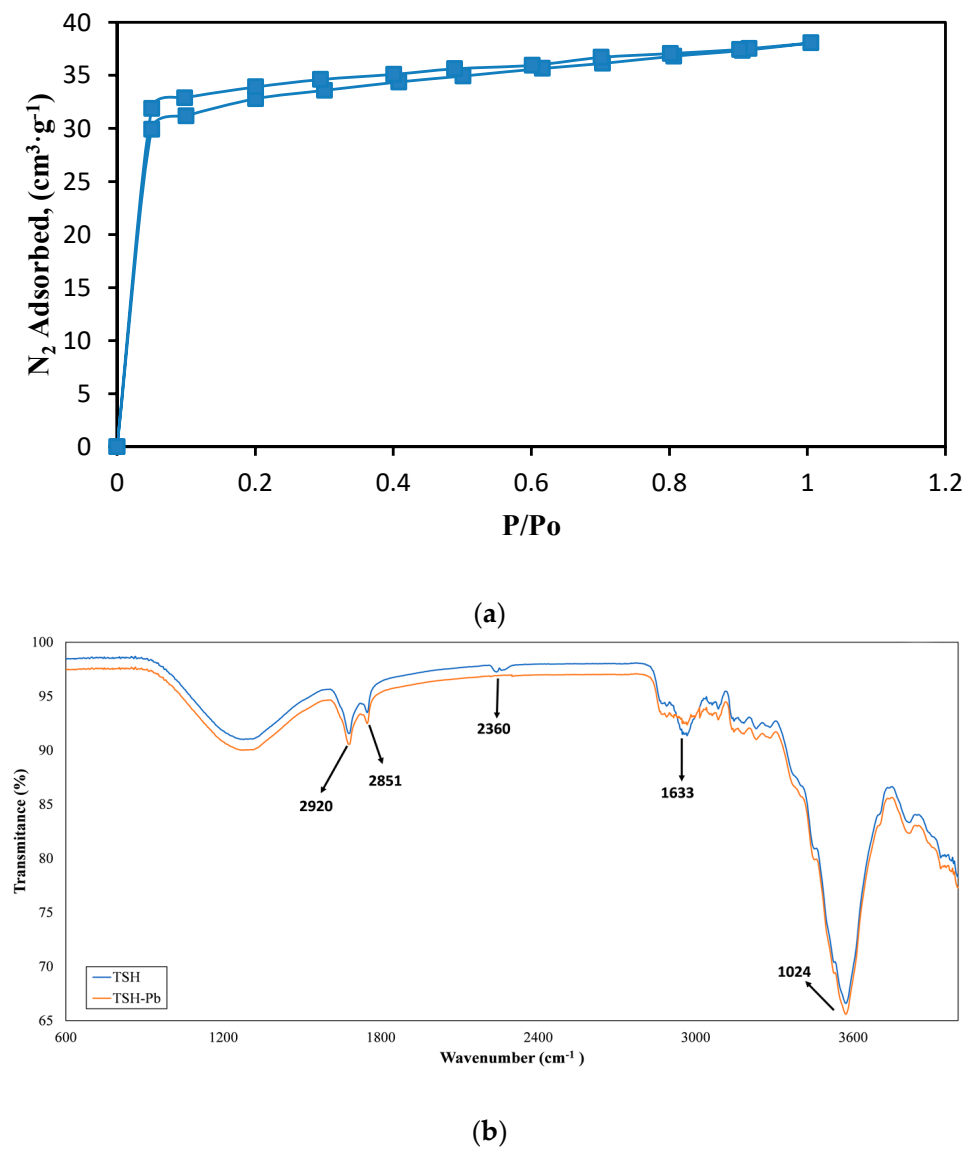 40
35
30
25
20
15
10
5
0
N₂ Adsorbed, (cm³·g⁻¹)
0 0.2 0.4 0.6 0.8 1 1.2
P/Po
(a)
100
95
90
85
80
75
70
65
Transmitance (%)
2920
2851
2360
1633
1024
TSH
TSH-Pb
600 1200 1800 2400 3000 3600
Wavenumber (cm⁻¹)
(b)